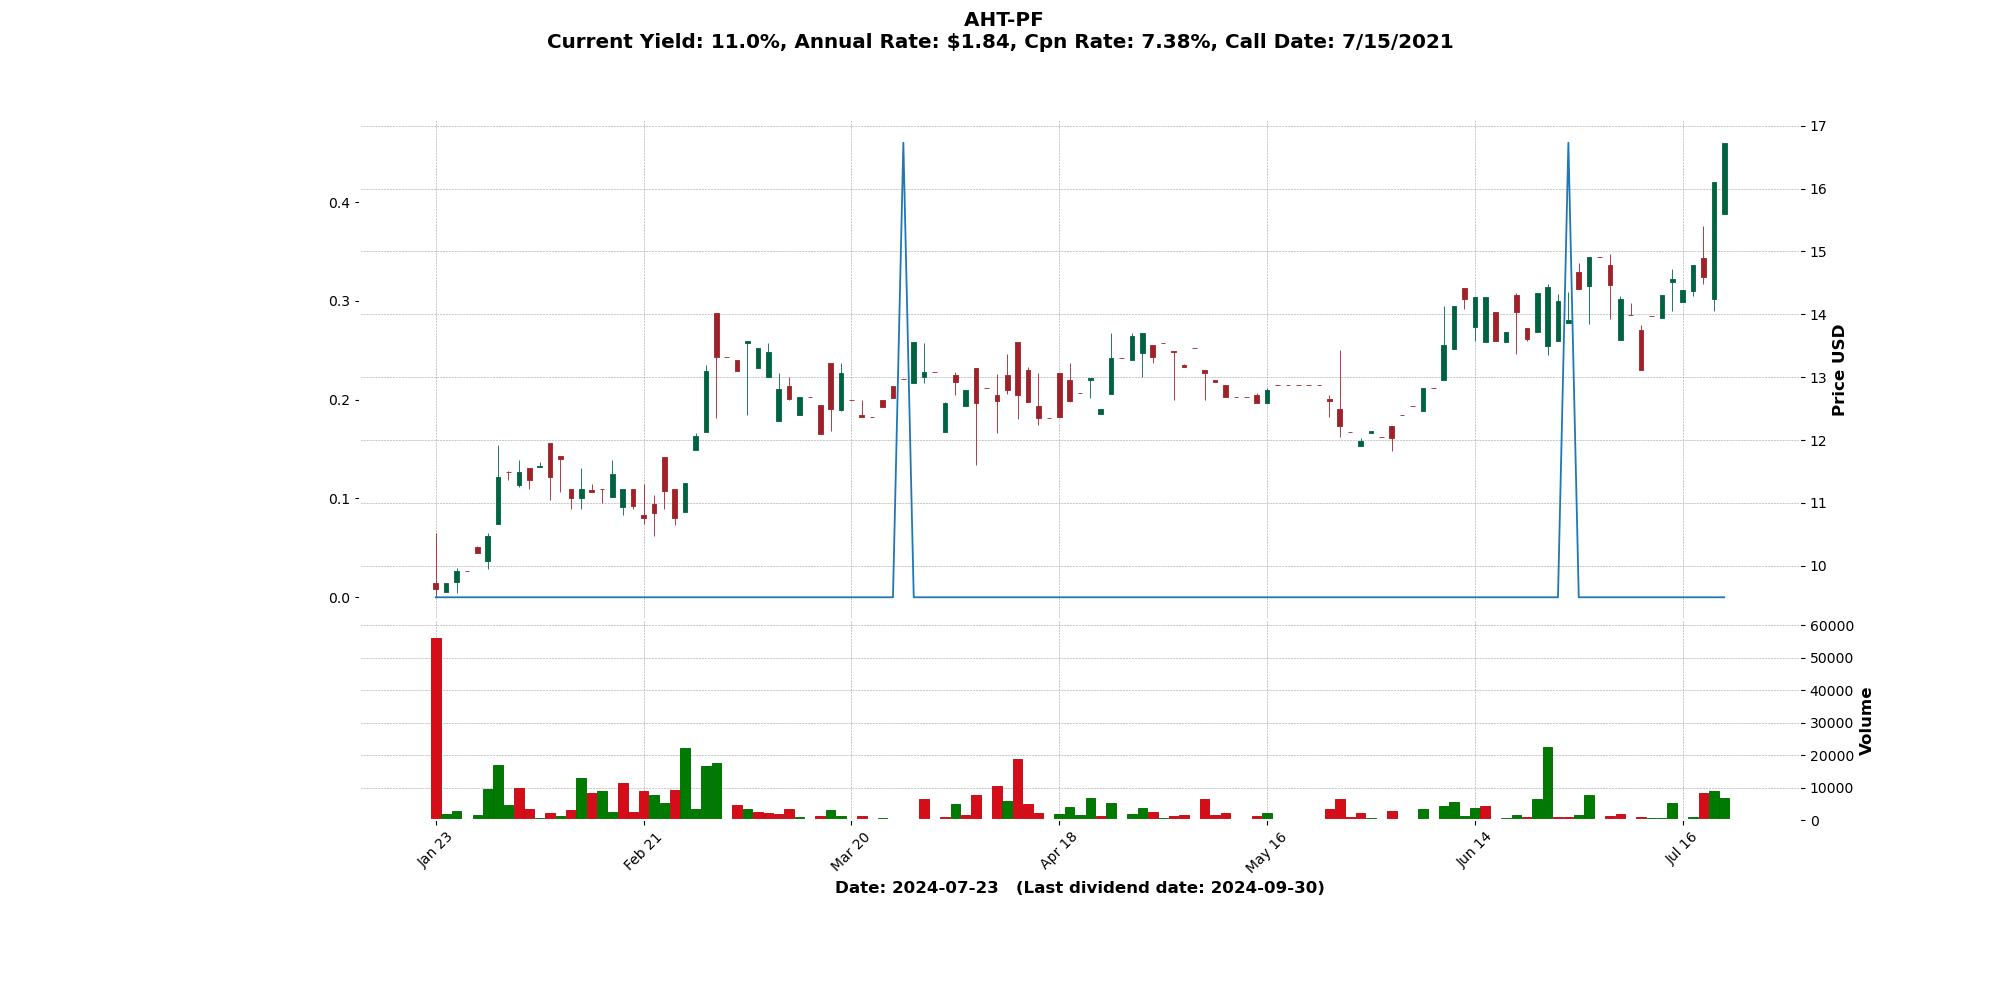 AHT-PF
Current Yield: 11.0%, Annual Rate: $1.84, Cpn Rate: 7.38%, Call Date: 7/15/2021
0.4
0.3
0.2
0.1
0.0
17
16
15
14
13
12
11
10
Price USD
60000
50000
40000
30000
20000
10000
0
Volume
Jan 23
Feb 21
Mar 20
Apr 18
May 16
Jun 14
Jul 16
Date: 2024-07-23   (Last dividend date: 2024-09-30)